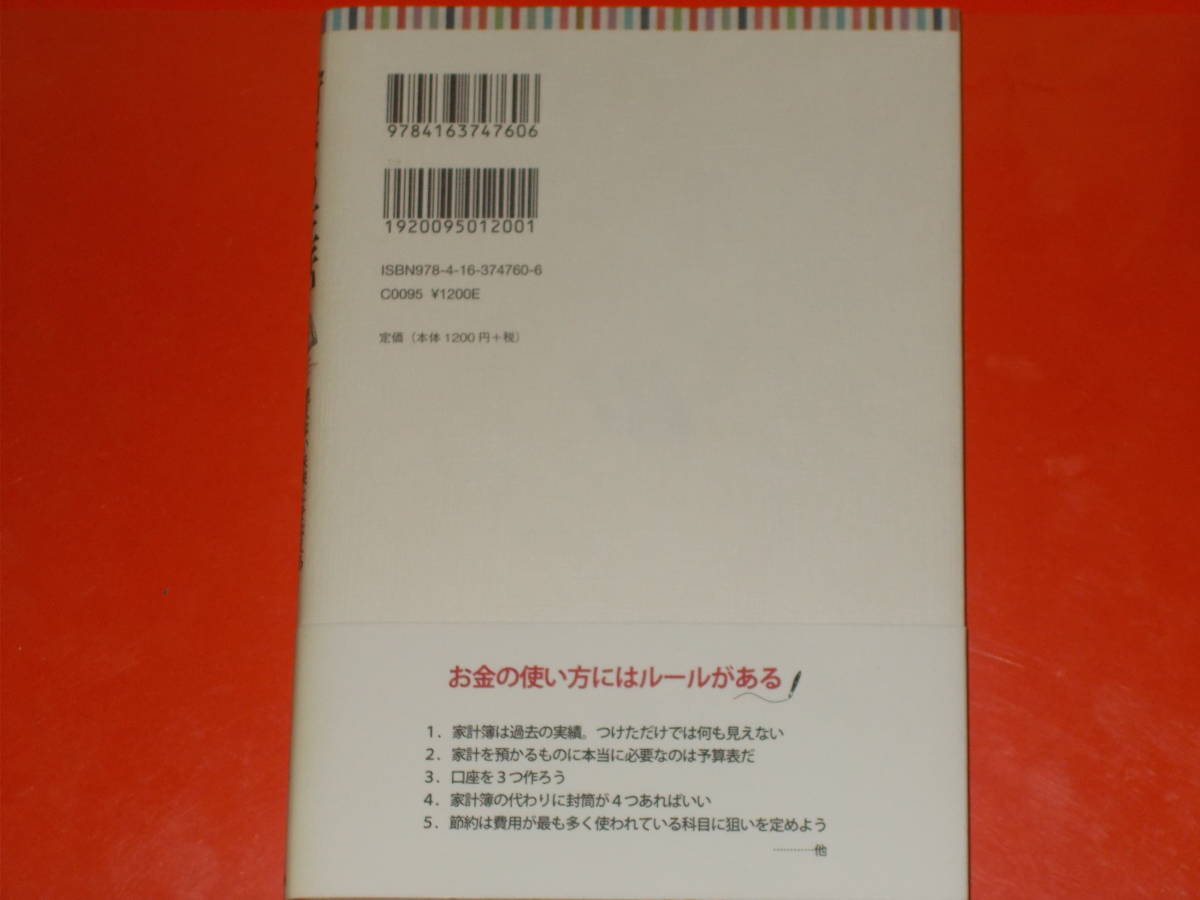 9784163747606
1920095012001
ISBN978-4-16-374760-6
C0095 ¥1200E
定価（本体1200円＋税）
お金の使い方にはルールがある
1．家計簿は過去の実績。つけただけでは何も見えない
2．家計を預かるものに本当に必要なのは予算表だ
3．口座を3つ作ろう
4．家計簿の代わりに封筒が4つあればいい
5．節約は費用が最も多く使われている科目に狙いを定めよう
…………他